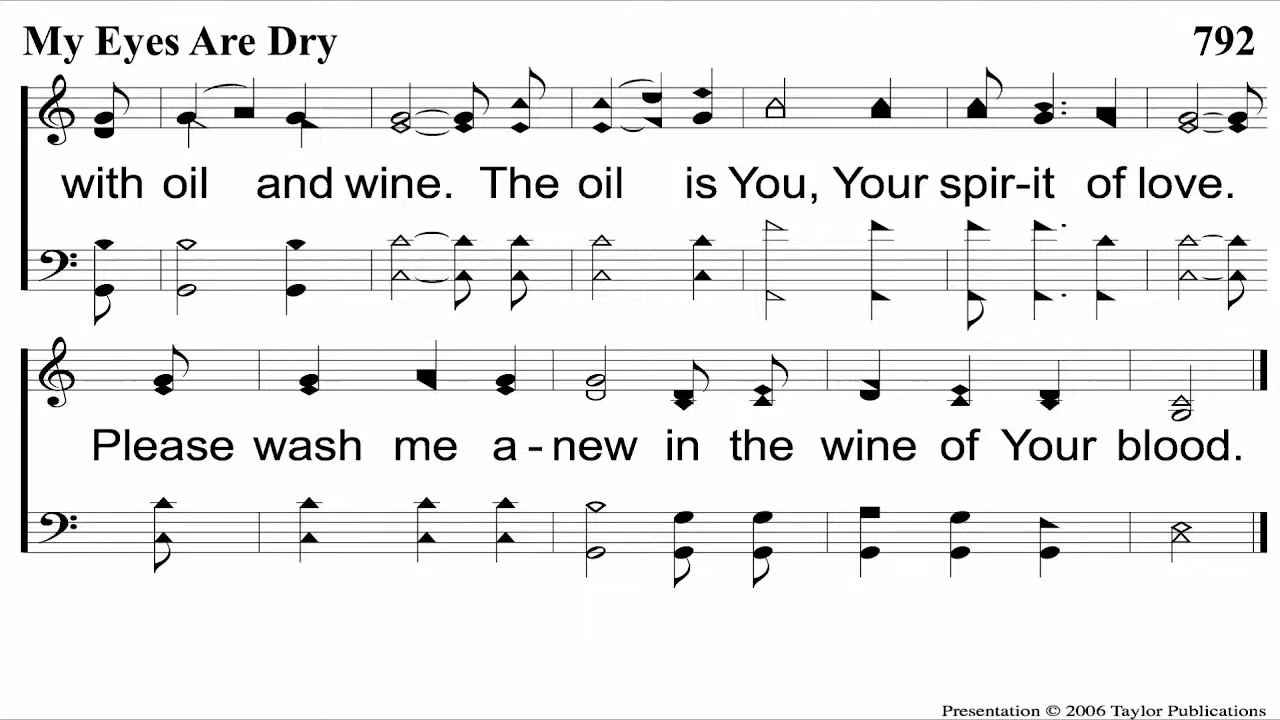 My Eyes Are Dry 792
with oil and wine. The oil is You, Your spir-it of love.
Please wash me a-new in the wine of Your blood.
Presentation © 2006 Taylor Publications